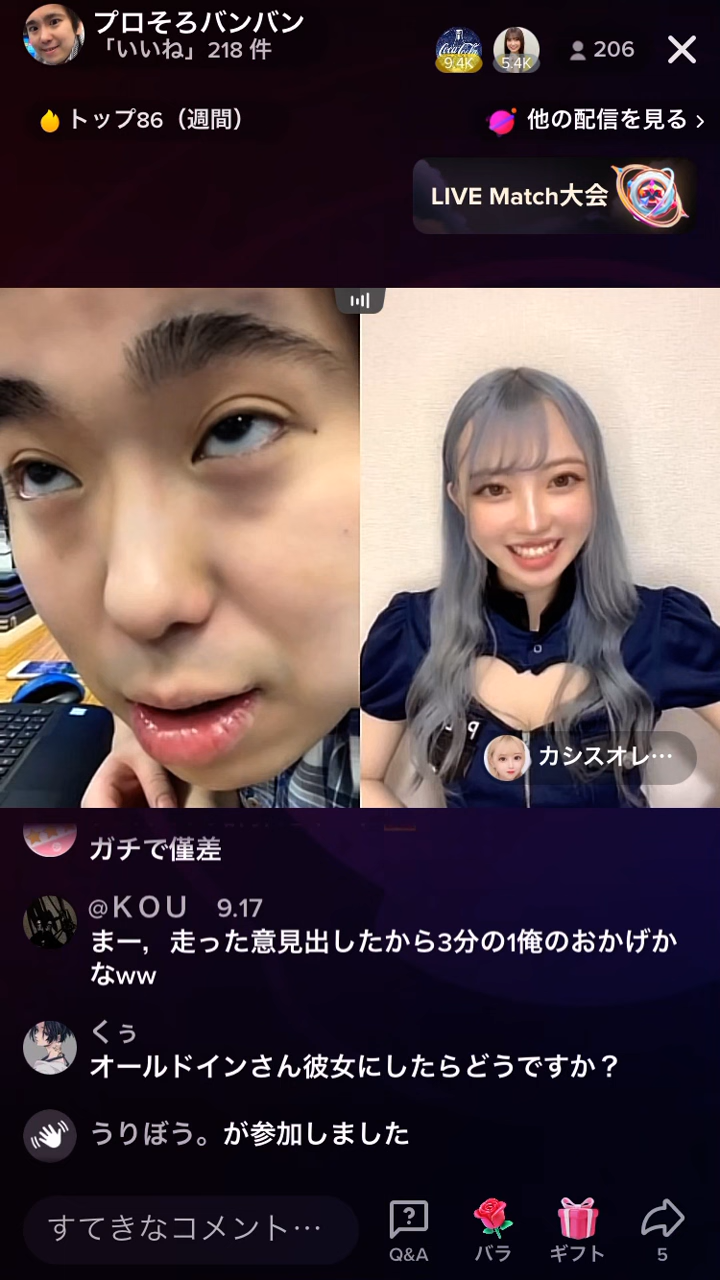 プロそろバンバン
「いいね」218 件
9.4K
5.4K
206
トップ86（週間）
他の配信を見る
LIVE Match大会
カシスオレ…
ガチで僅差
@ＫＯＵ 9.17
まー，走った意見出したから3分の1俺のおかげか
なww
くぅ
オールドインさん彼女にしたらどうですか？
うりぼう。が参加しました
すてきなコメント…
Q&A
バラ
ギフト
5